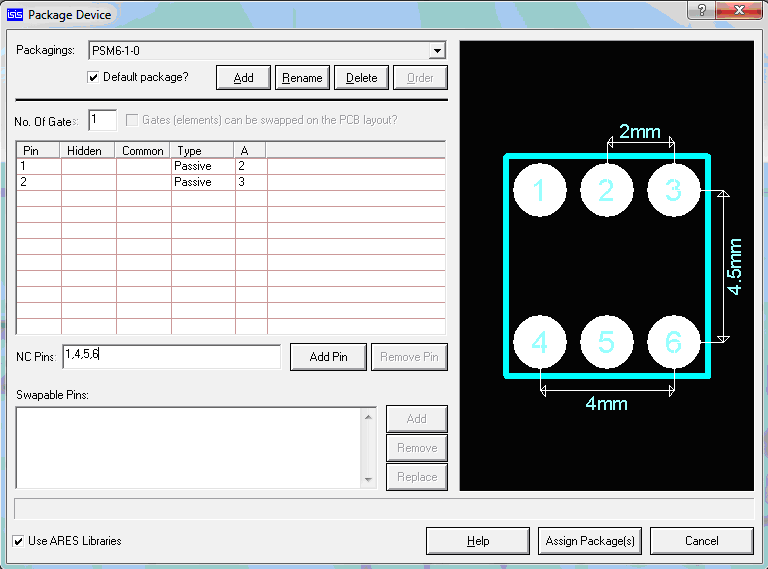 isis Package Device ?
Packagings: PSM6-1-0
Default package? Add Rename Delete Order
No. Of Gates: 1 Gates (elements) can be swapped on the PCB layout?
Pin Hidden Common Type A
1 Passive 2
2 Passive 3
NC Pins: 1,4,5,6 Add Pin Remove Pin
Swapable Pins:
Add
Remove
Replace
Use ARES Libraries Help Assign Package(s) Cancel
2mm
1 2 3
4.5mm
4 5 6
4mm